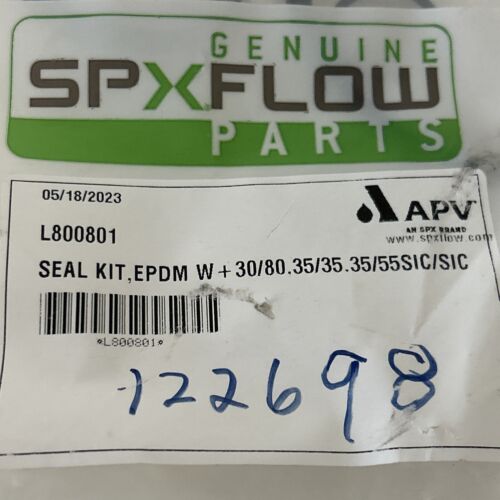 GENUINE
SPXFLOW
PARTS
05/18/2023
APV
AN SPX BRAND
www.spxflow.com
L800801
SEAL KIT,EPDM W+30/80.35/35.35/55SIC/SIC
*L800801*
122698